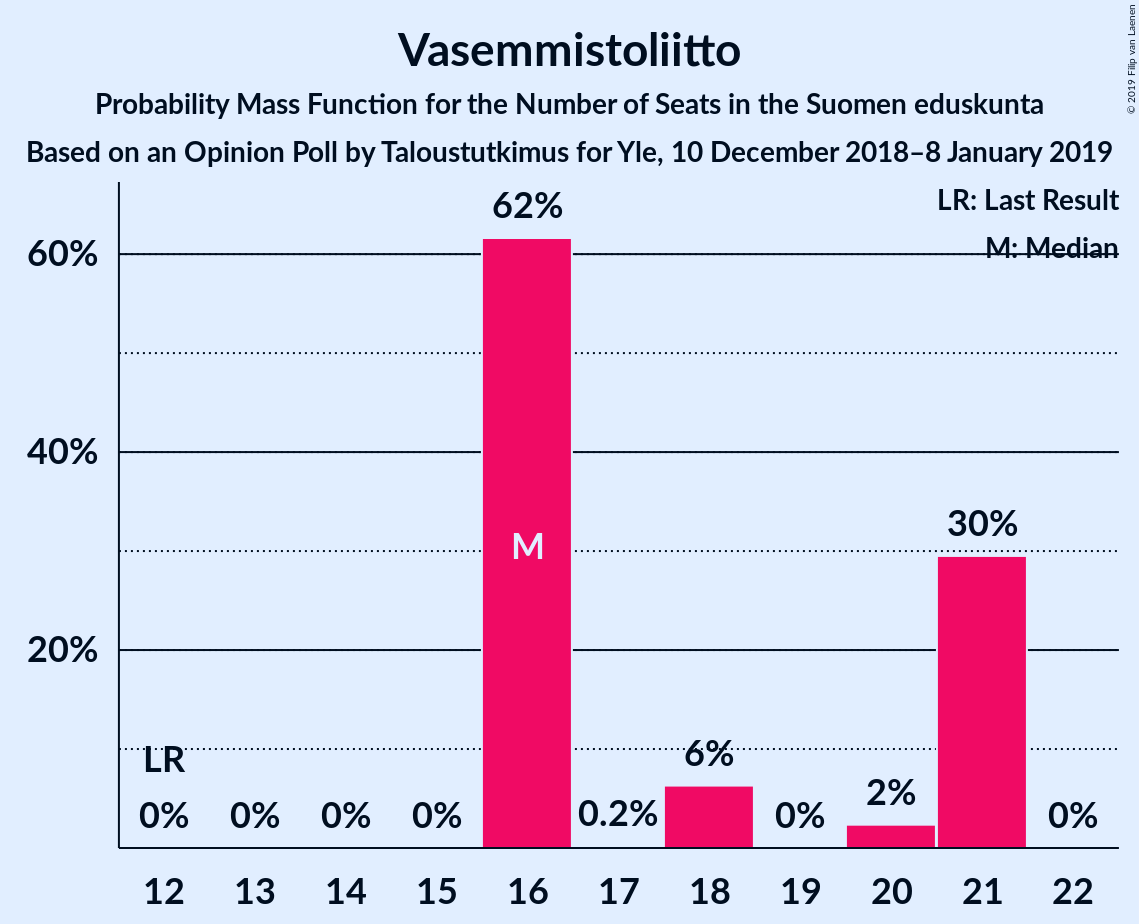 Vasemmistoliitto
Probability Mass Function for the Number of Seats in the Suomen eduskunta
Based on an Opinion Poll by Taloustutkimus for Yle, 10 December 2018–8 January 2019
© 2019 Filip van Laenen
LR: Last Result
M: Median
60%
40%
20%
62%
M
30%
LR
6%
2%
0% 0% 0% 0% 0.2% 0% 0%
12 13 14 15 16 17 18 19 20 21 22